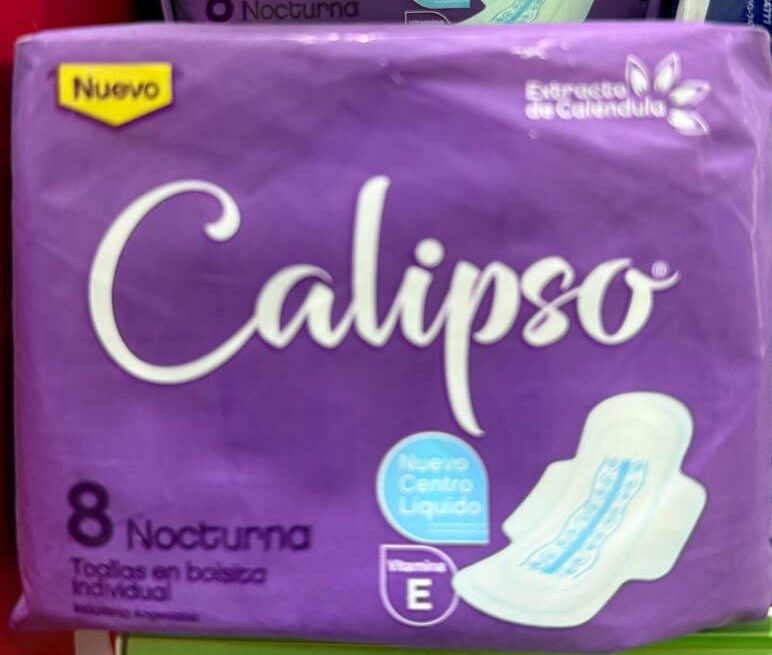 8 Nocturna
Nuevo
Extracto
de Caléndula
Calipso®
Nuevo
Centro
Líquido
8 Nocturna
Toallas en bolsita
Individual
Vitamina
E